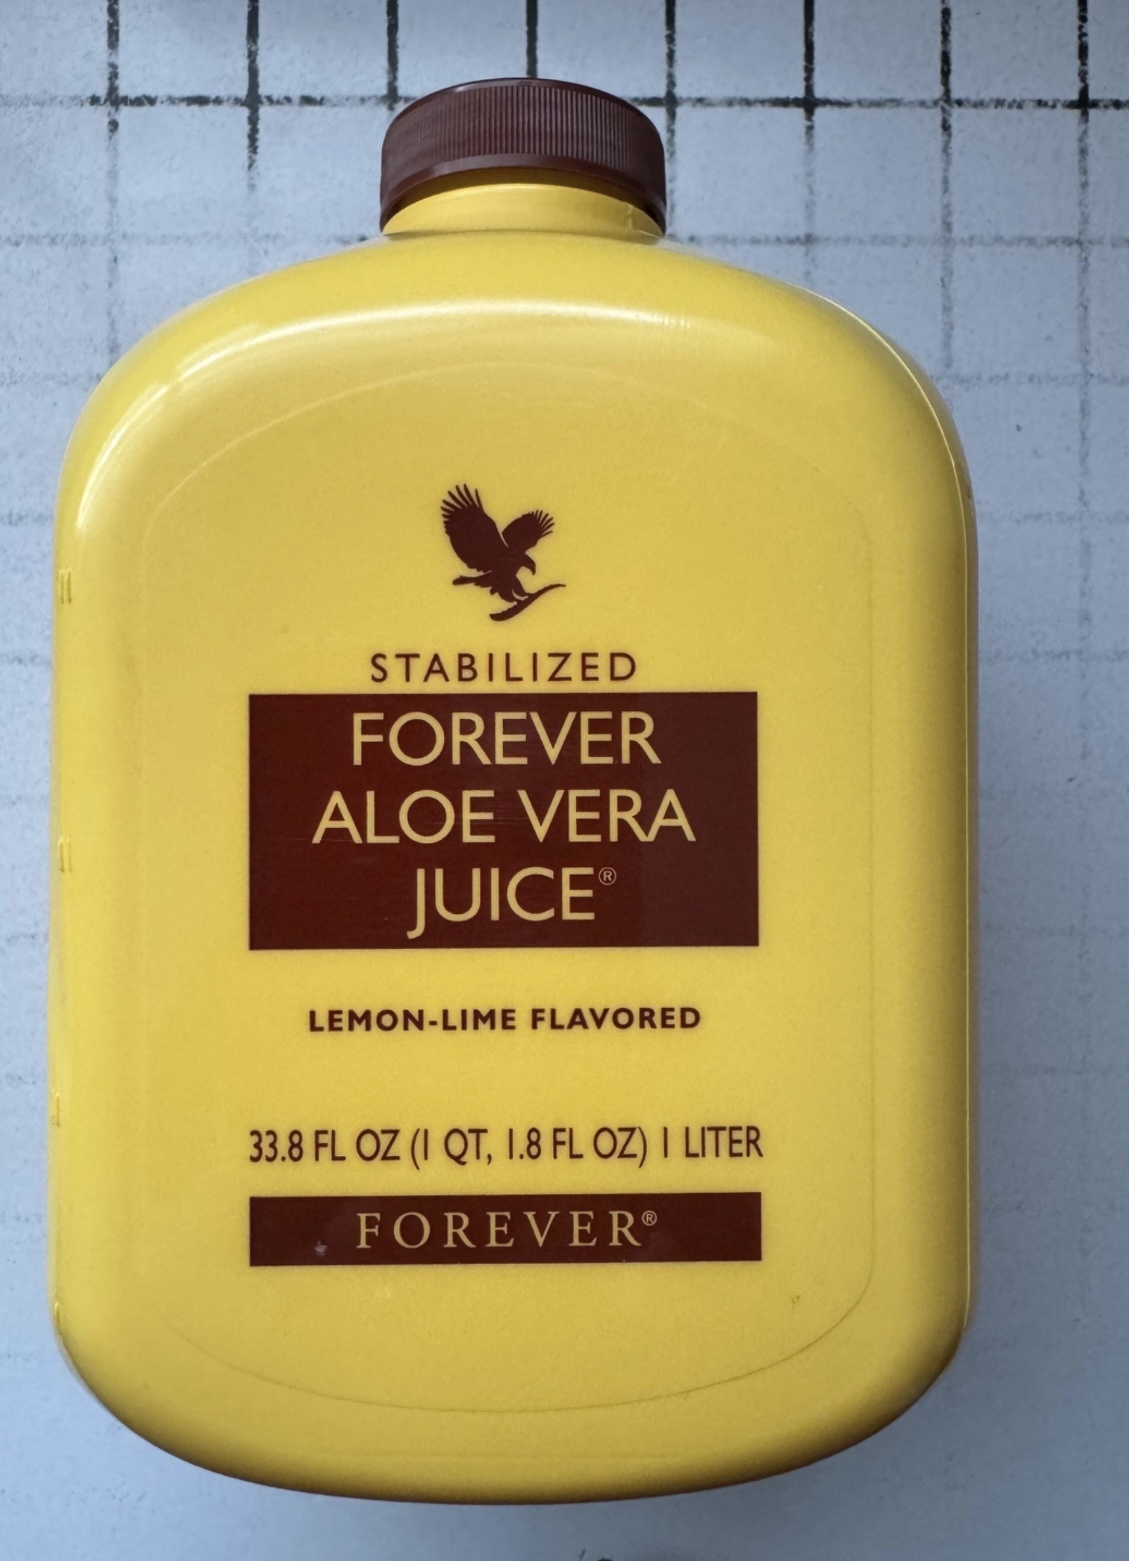 STABILIZED
FOREVER
ALOE VERA
JUICE®
LEMON-LIME FLAVORED
33.8 FL OZ (1 QT, 1.8 FL OZ) 1 LITER
FOREVER®